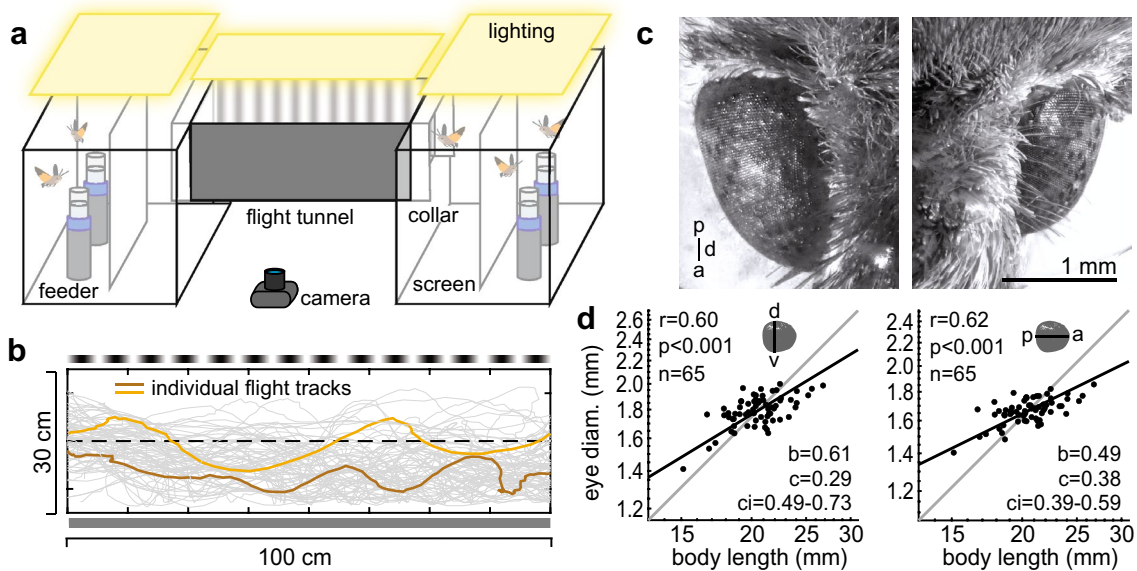 a
lighting
flight tunnel
collar
feeder
camera
screen
b
individual flight tracks
30 cm
100 cm
c
p
d
a
1 mm
d
eye diam. (mm)
2.6
2.4
2.2
2.0
1.8
1.6
1.4
1.2
r=0.60
p<0.001
n=65
d
v
b=0.61
c=0.29
ci=0.49-0.73
15 20 25 30
body length (mm)
2.6
2.4
2.2
2.0
1.8
1.6
1.4
1.2
r=0.62
p<0.001
n=65
p a
b=0.49
c=0.38
ci=0.39-0.59
15 20 25 30
body length (mm)